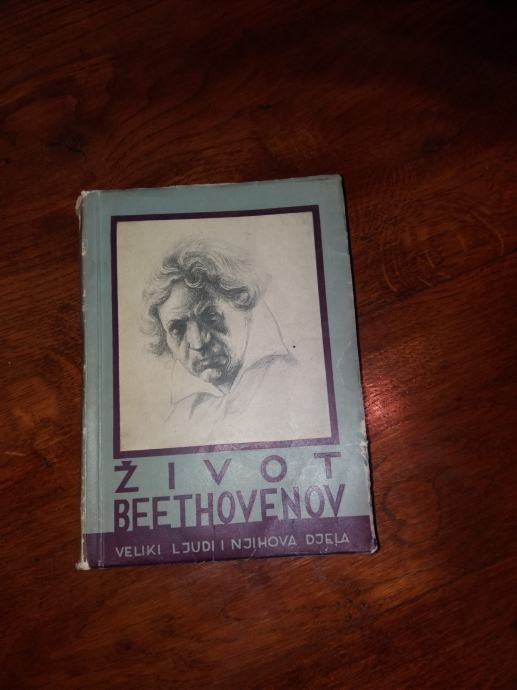 ŽIVOT
BEETHOVENOV
VELIKI LJUDI I NJIHOVA DJELA